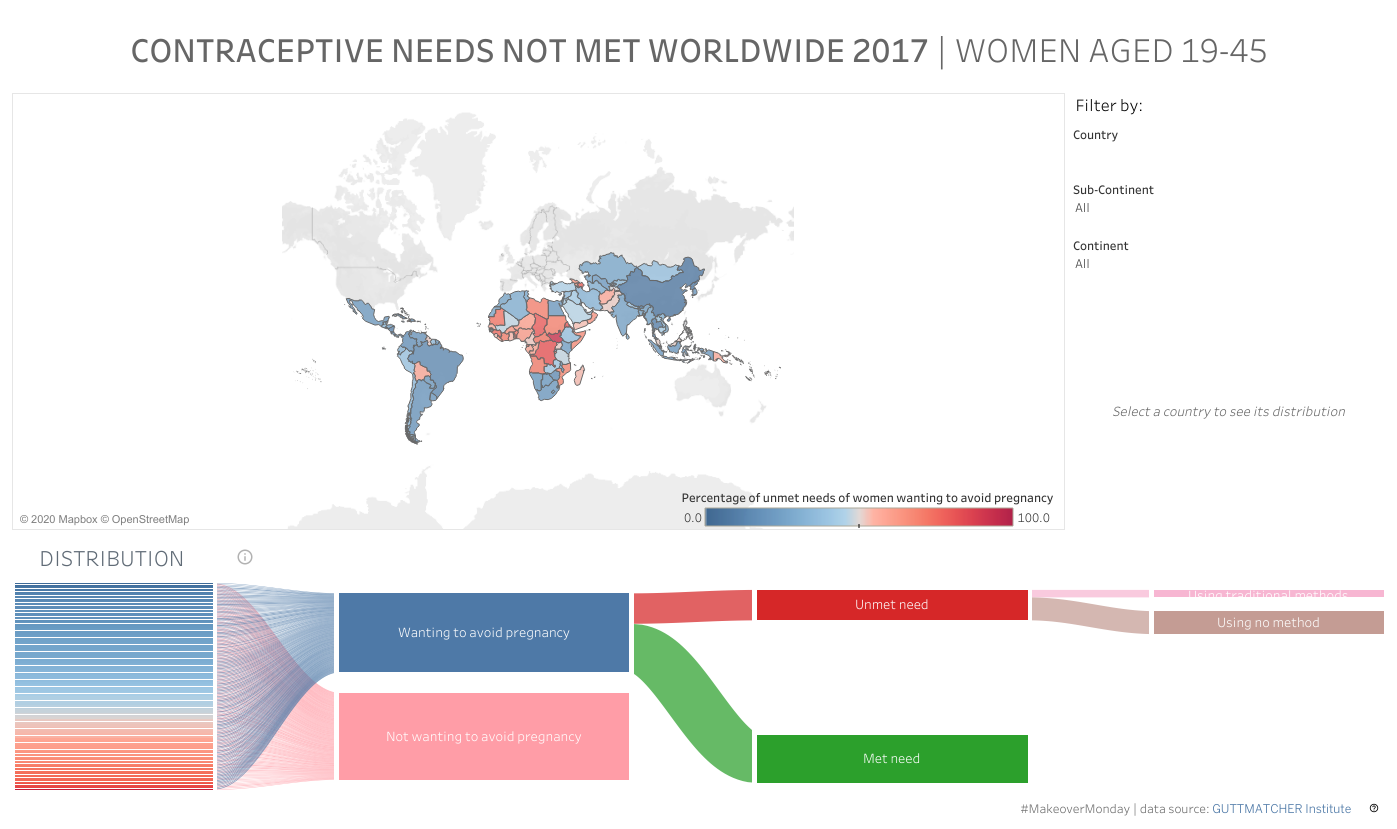 CONTRACEPTIVE NEEDS NOT MET WORLDWIDE 2017 | WOMEN AGED 19-45
Filter by:
Country
Sub-Continent
All
Continent
All
Select a country to see its distribution
Percentage of unmet needs of women wanting to avoid pregnancy
0.0 100.0
© 2020 Mapbox © OpenStreetMap
DISTRIBUTION
Wanting to avoid pregnancy
Not wanting to avoid pregnancy
Unmet need
Met need
Using traditional methods
Using no method
#MakeoverMonday | data source: GUTTMATCHER Institute